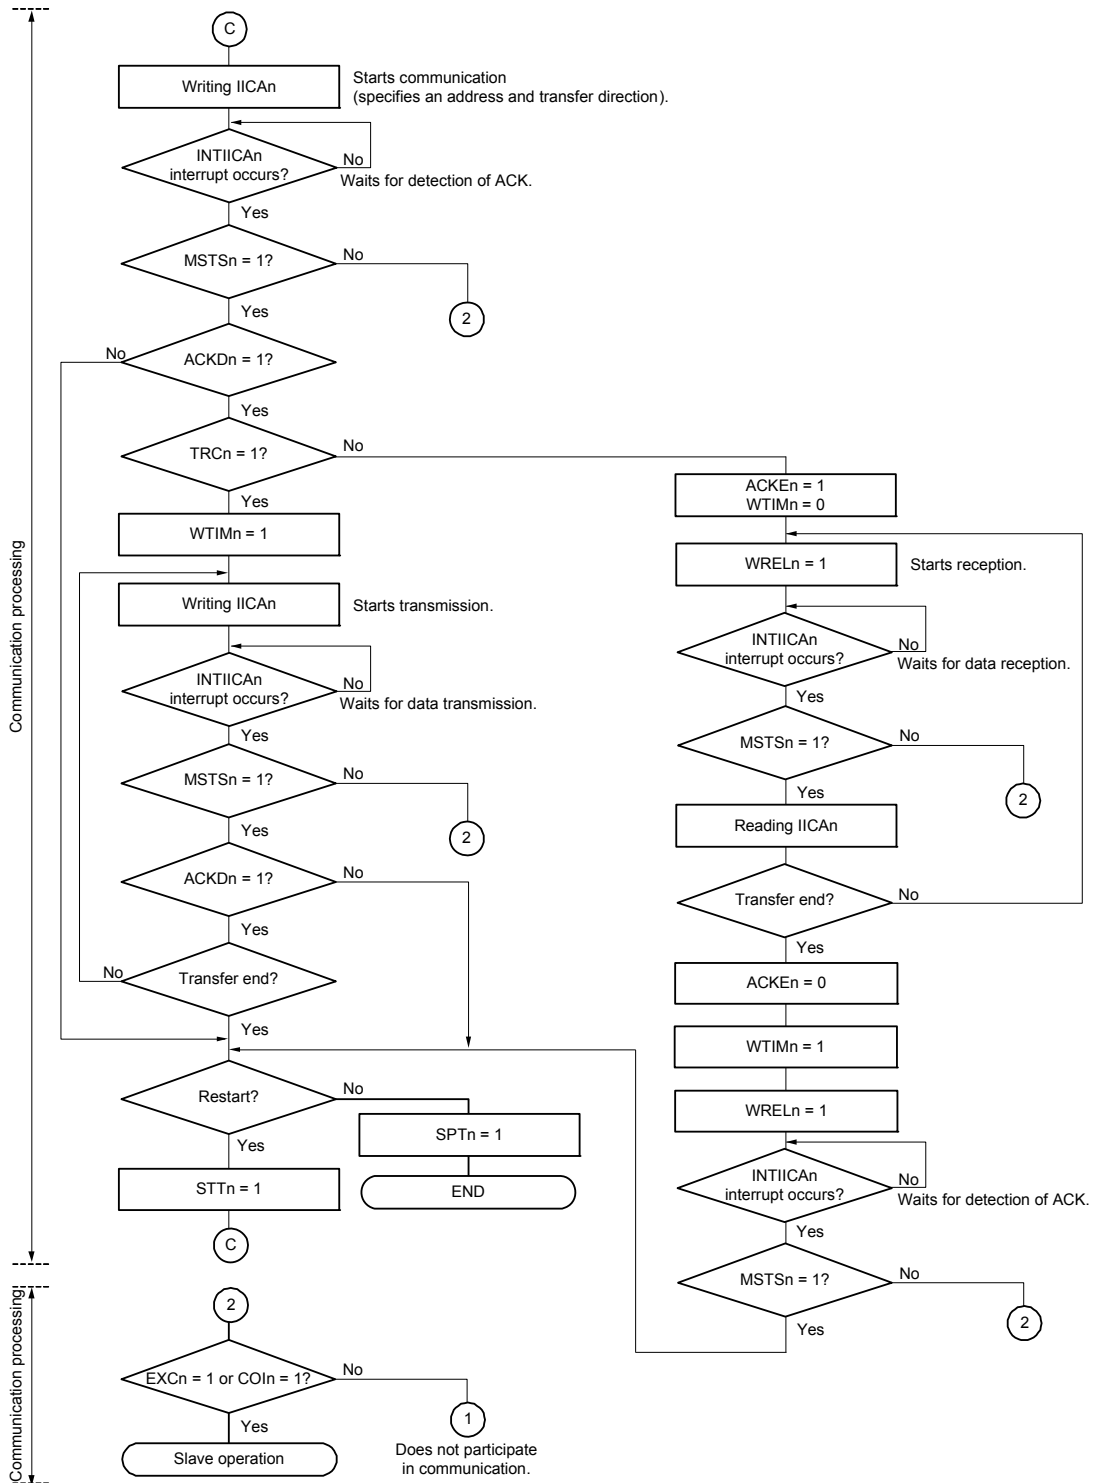 C
Writing IICAn
Starts communication
(specifies an address and transfer direction).
INTIICAn
interrupt occurs?
No
Waits for detection of ACK.
Yes
MSTSn = 1?
No
2
Yes
No
ACKDn = 1?
Yes
TRCn = 1?
No
Yes
WTIMn = 1
Writing IICAn
Starts transmission.
INTIICAn
interrupt occurs?
No
Waits for data transmission.
Yes
MSTSn = 1?
No
2
Yes
ACKDn = 1?
No
Yes
No
Transfer end?
Yes
Restart?
No
SPTn = 1
END
Yes
STTn = 1
C
ACKEn = 1
WTIMn = 0
WRELn = 1
Starts reception.
INTIICAn
interrupt occurs?
No
Waits for data reception.
Yes
MSTSn = 1?
No
2
Yes
Reading IICAn
Transfer end?
No
Yes
ACKEn = 0
WTIMn = 1
WRELn = 1
INTIICAn
interrupt occurs?
No
Waits for detection of ACK.
Yes
MSTSn = 1?
No
2
Yes
Communication processing
2
EXCn = 1 or COIn = 1?
No
1
Does not participate
in communication.
Yes
Slave operation
Communication processing